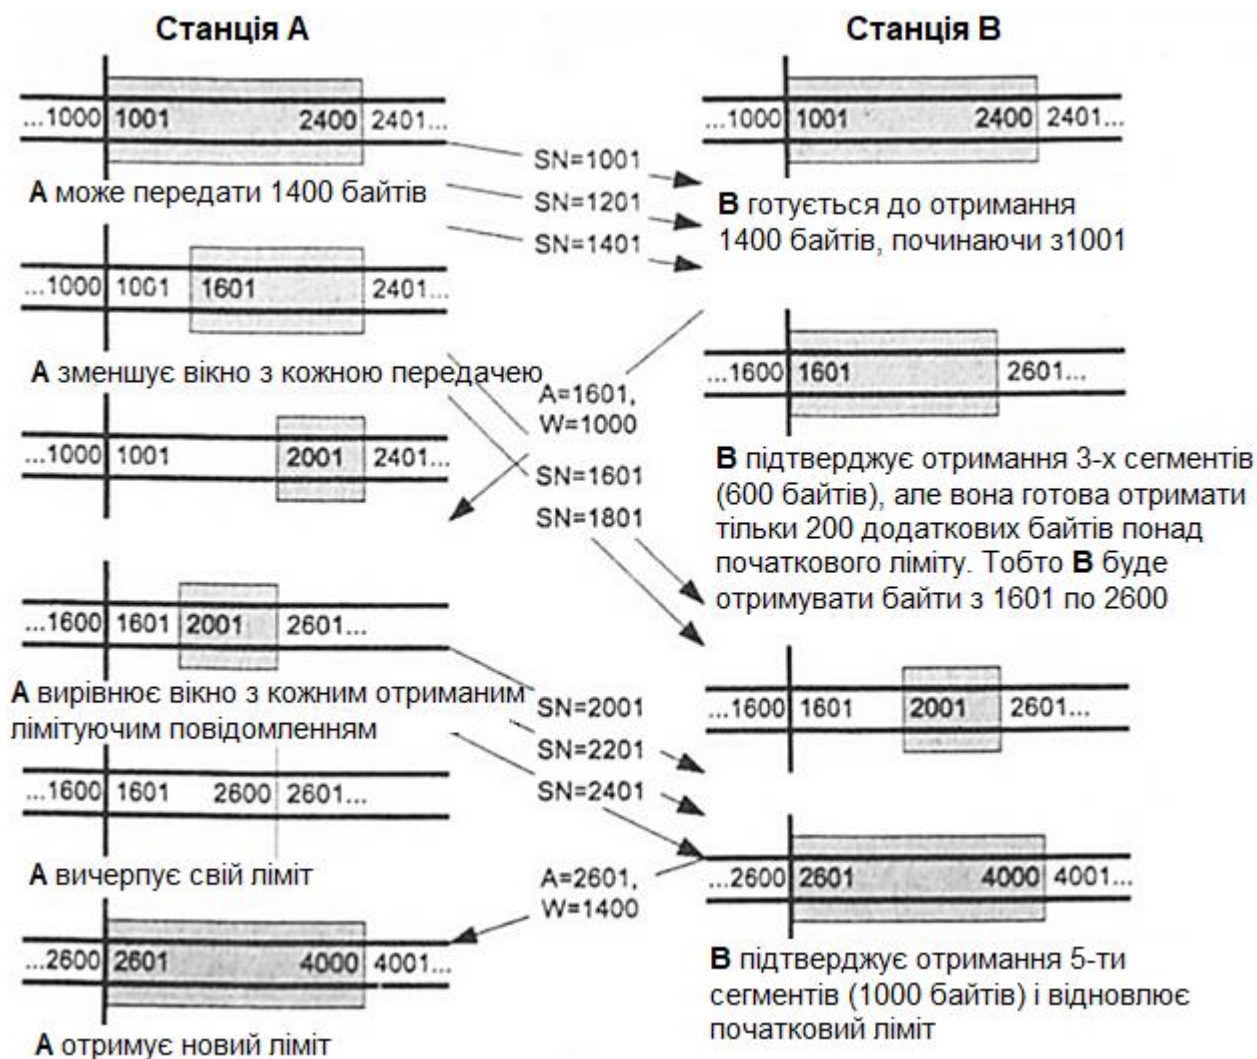 Станція А
Станція В
...1000 1001 2400 2401...
А може передати 1400 байтів
...1000 1001 1601 2401...
А зменшує вікно з кожною передачею
...1000 1001 2001 2401...
...1600 1601 2001 2601...
А вирівнює вікно з кожним отриманим
лімітуючим повідомленням
...1600 1601 2600 2601...
А вичерпує свій ліміт
...2600 2601 4000 4001...
А отримує новий ліміт
SN=1001
SN=1201
SN=1401
A=1601,
W=1000
SN=1601
SN=1801
SN=2001
SN=2201
SN=2401
A=2601,
W=1400
...1000 1001 2400 2401...
В готується до отримання
1400 байтів, починаючи з1001
...1600 1601 2601...
В підтверджує отримання 3-х сегментів
(600 байтів), але вона готова отримати
тільки 200 додаткових байтів понад
початкового ліміту. Тобто В буде
отримувати байти з 1601 по 2600
...1600 1601 2001 2601...
...2600 2601 4000 4001...
В підтверджує отримання 5-ти
сегментів (1000 байтів) і відновлює
початковий ліміт